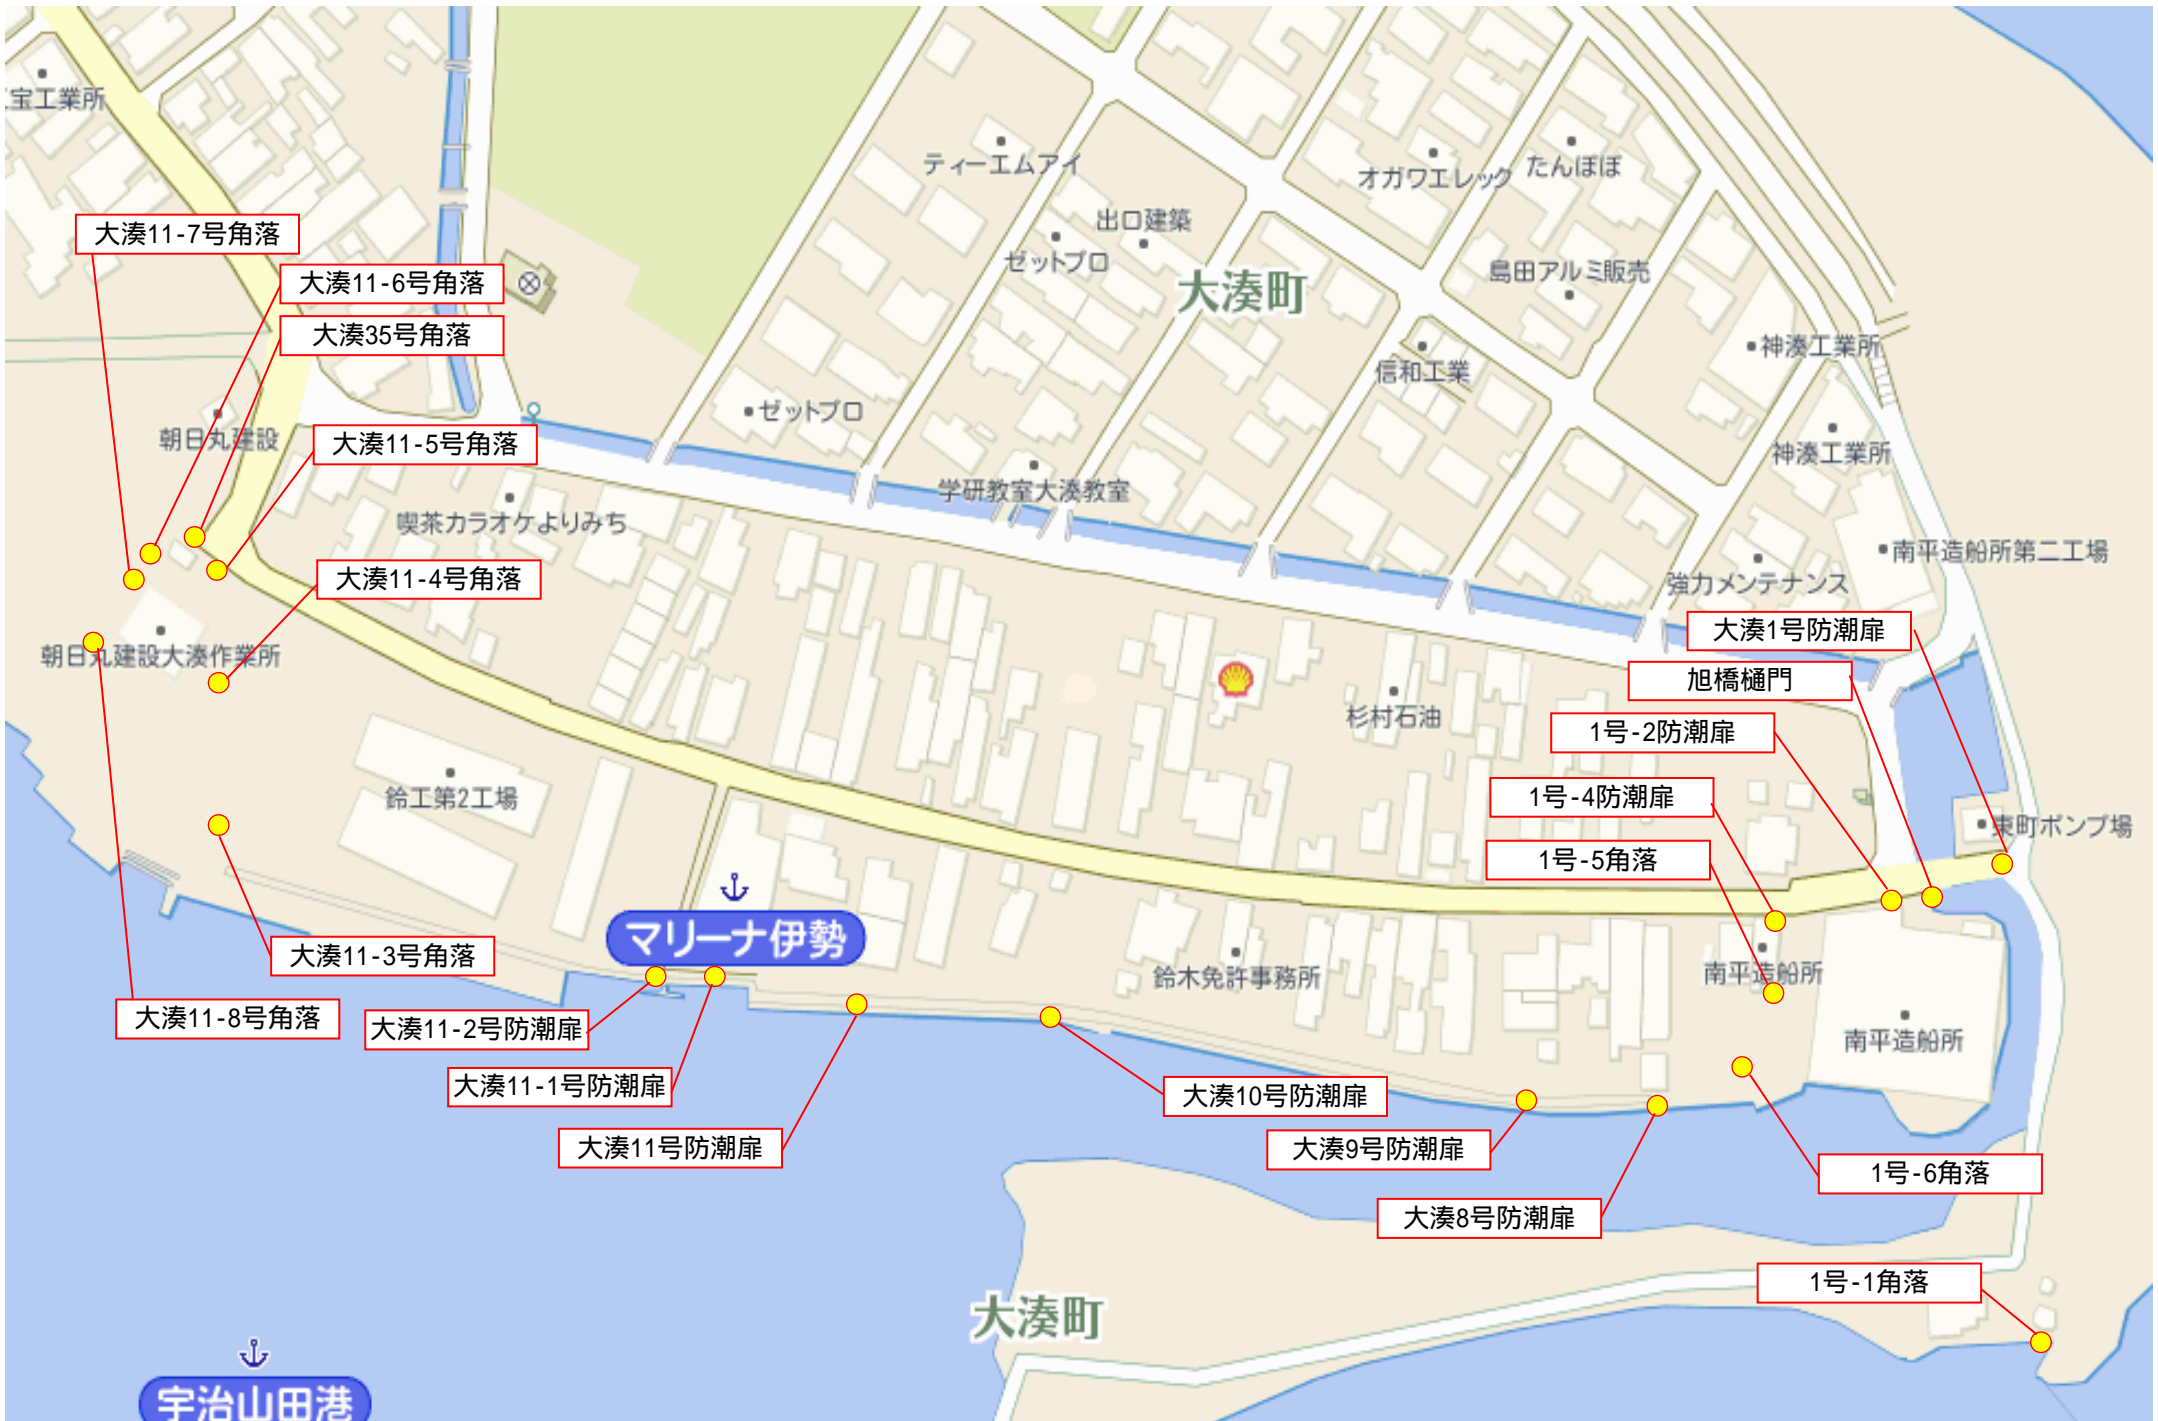 宝工業所
ティーエムアイ
オガワエレック
たんぽぽ
大湊11-7号角落
出口建築
ゼットプロ
大湊町
島田アルミ販売
大湊11-6号角落
大湊35号角落
神湊工業所
信和工業
ゼットプロ
朝日丸建設
大湊11-5号角落
神湊工業所
学研教室大湊教室
喫茶カラオケよりみち
南平造船所第二工場
大湊11-4号角落
強力メンテナンス
大湊1号防潮扉
朝日丸建設大湊作業所
旭橋樋門
杉村石油
1号-2防潮扉
鈴工第2工場
1号-4防潮扉
東町ポンプ場
1号-5角落
マリーナ伊勢
大湊11-3号角落
鈴木免許事務所
南平造船所
大湊11-8号角落
大湊11-2号防潮扉
南平造船所
大湊11-1号防潮扉
大湊10号防潮扉
大湊11号防潮扉
大湊9号防潮扉
1号-6角落
大湊8号防潮扉
1号-1角落
大湊町
宇治山田港